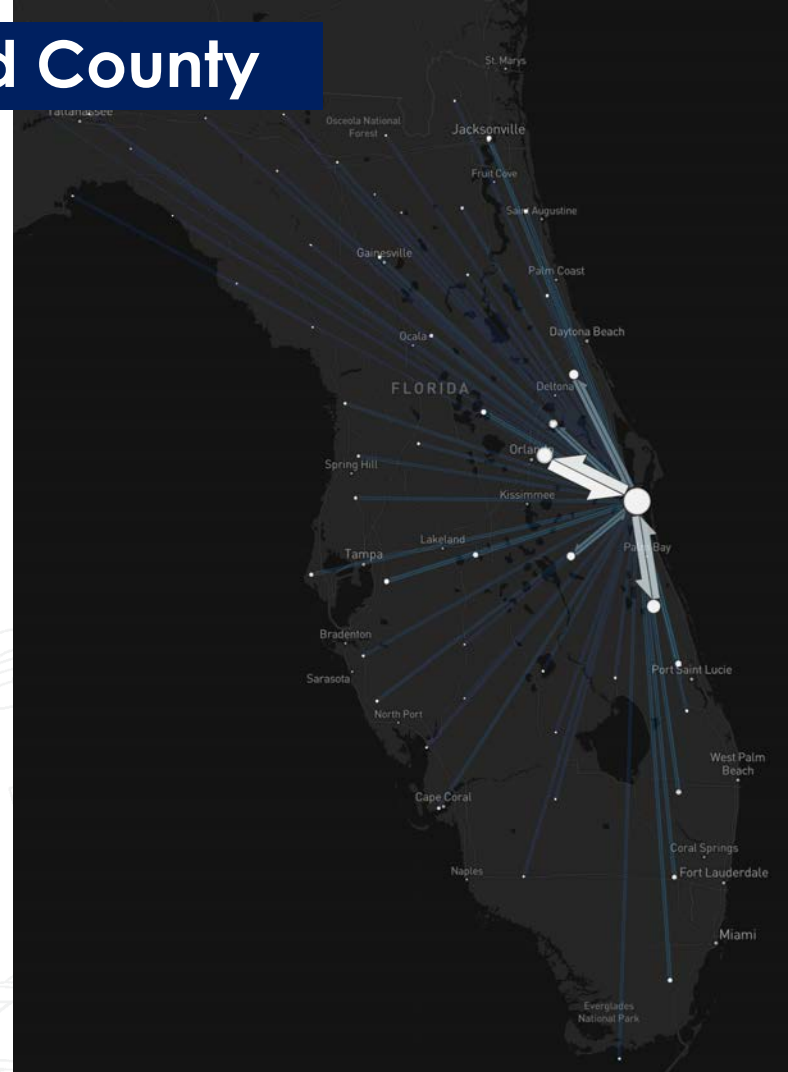 d County
St. Marys
Tallahassee
Osceola National
Forest
Jacksonville
Fruit Cove
Saint Augustine
Gainesville
Palm Coast
Ocala
Daytona Beach
FLORIDA
Deltona
Orlando
Spring Hill
Kissimmee
Lakeland
Tampa
Palm Bay
Bradenton
Sarasota
Port Saint Lucie
North Port
West Palm
Beach
Cape Coral
Coral Springs
Naples
Fort Lauderdale
Miami
Everglades
National Park